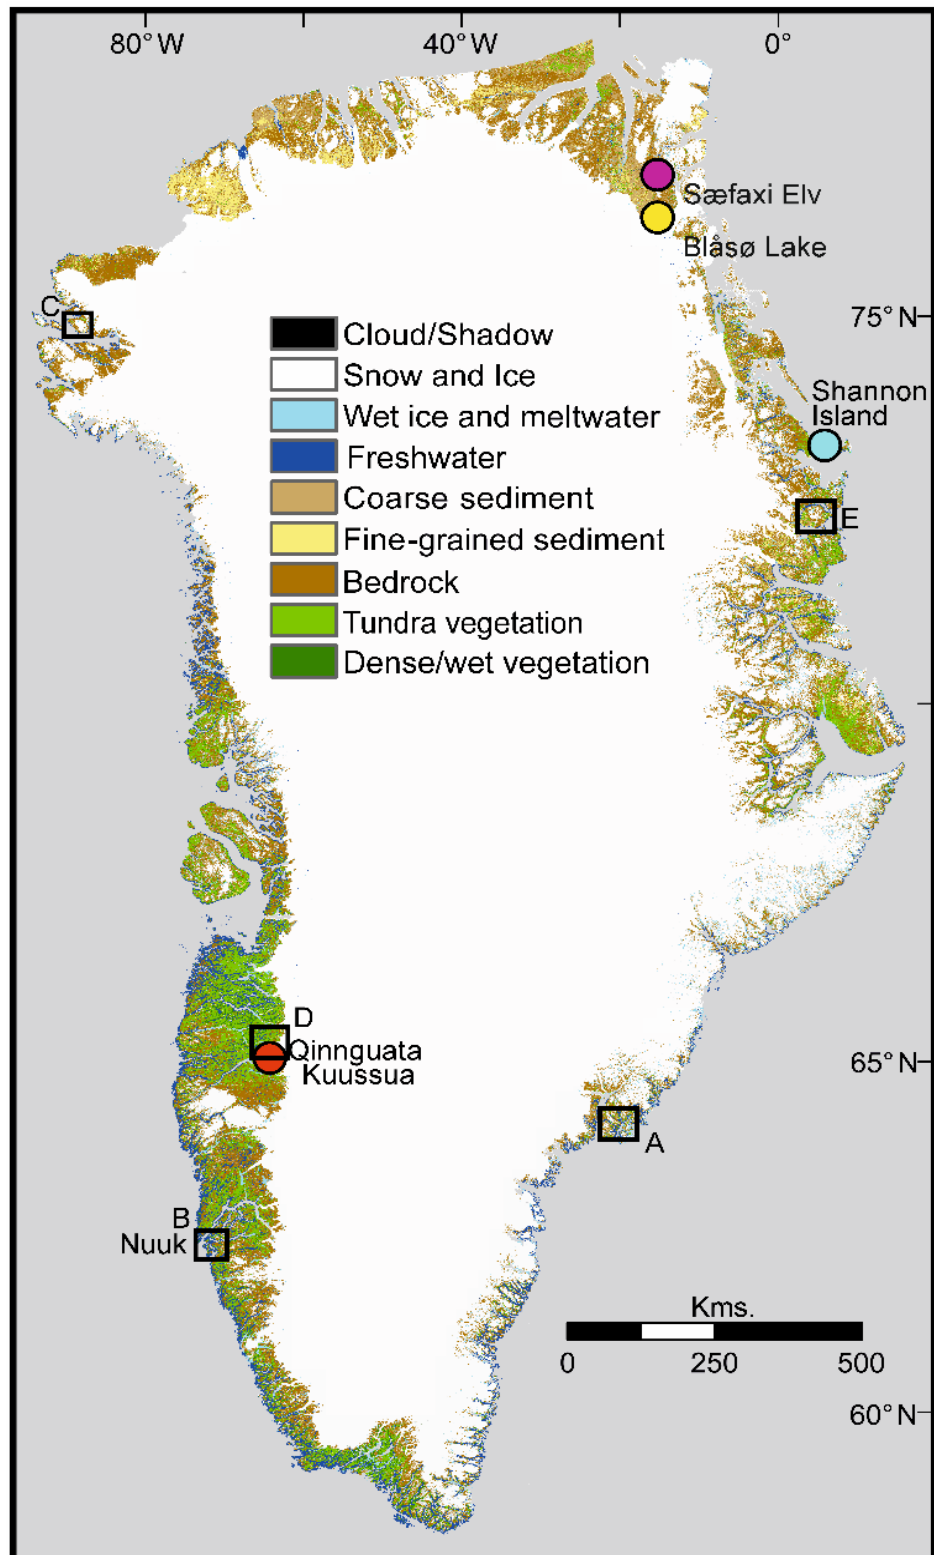 80°W 40°W 0°
Sæfaxi Elv
Blåsø Lake
C
75°N
Cloud/Shadow
Snow and Ice
Wet ice and meltwater
Freshwater
Coarse sediment
Fine-grained sediment
Bedrock
Tundra vegetation
Dense/wet vegetation
Shannon
Island
E
D
Qinnguata
Kuussua
65°N
A
B
Nuuk
Kms.
0 250 500
60°N